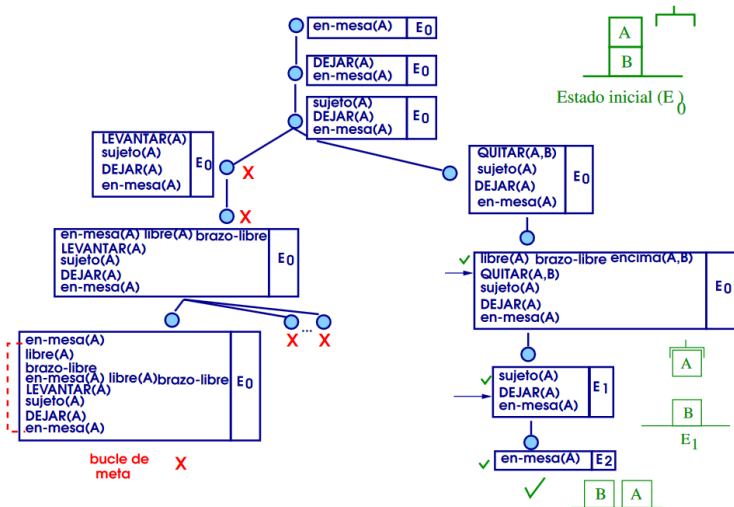 en-mesa(A) E0
A
B
Estado inicial (E0)
DEJAR(A)
en-mesa(A) E0
sujeto(A)
DEJAR(A)
en-mesa(A) E0
LEVANTAR(A)
sujeto(A)
DEJAR(A)
en-mesa(A) E0
X
QUITAR(A,B)
sujeto(A)
DEJAR(A)
en-mesa(A) E0
X
en-mesa(A) libre(A) brazo-libre
LEVANTAR(A)
sujeto(A)
DEJAR(A)
en-mesa(A) E0
libre(A) brazo-libre encima(A,B)
QUITAR(A,B)
sujeto(A)
DEJAR(A)
en-mesa(A) E0
...
X X
en-mesa(A)
libre(A)
brazo-libre
en-mesa(A) libre(A)brazo-libre
LEVANTAR(A)
sujeto(A)
DEJAR(A)
en-mesa(A) E0
bucle de
meta X
sujeto(A)
DEJAR(A)
en-mesa(A) E1
A
B
E1
en-mesa(A) E2
B A